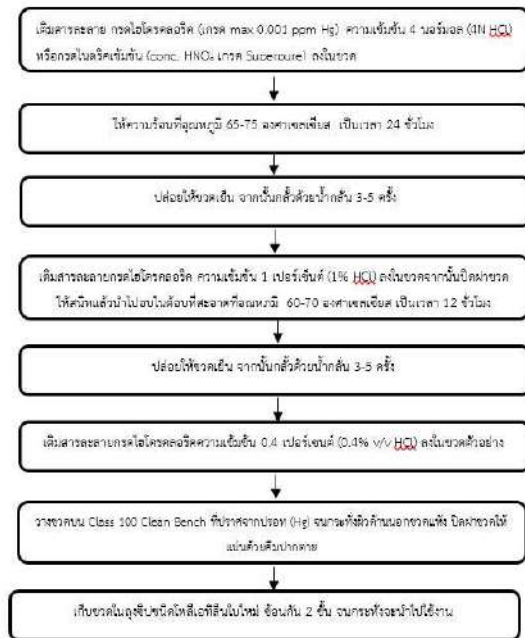 เติมสารละลาย กรดไฮโดรคลอริค (เกรด max 0.001 ppm Hg) ความเข้มข้น 4 นอร์มอล (4N HCl)
หรือกรดไนตริคเข้มข้น (conc. HNO₃ เกรด Superpure) ลงในขวด
ให้ความร้อนที่อุณหภูมิ 65-75 องศาเซลเซียส เป็นเวลา 24 ชั่วโมง
ปล่อยให้ขวดเย็น จากนั้นกลั้วด้วยน้ำกลั่น 3-5 ครั้ง
เติมสารละลายกรดไฮโดรคลอริค ความเข้มข้น 1 เปอร์เซ็นต์ (1% HCl) ลงในขวดจากนั้นปิดฝาขวด
ให้สนิทแล้วนำไปอบในตู้อบที่สะอาดที่อุณหภูมิ 60-70 องศาเซลเซียส เป็นเวลา 12 ชั่วโมง
ปล่อยให้ขวดเย็น จากนั้นกลั้วด้วยน้ำกลั่น 3-5 ครั้ง
เติมสารละลายกรดไฮโดรคลอริคความเข้มข้น 0.4 เปอร์เซนต์ (0.4% v/v HCl) ลงในขวดตัวอย่าง
วางขวดบน Class 100 Clean Bench ที่ปราศจากปรอท (Hg) จนกระทั่งผิวด้านนอกขวดแห้ง ปิดฝาขวดให้
แน่นด้วยคีมปากตาย
เก็บขวดในถุงซิปชนิดโพลีเอทิลีนใบใหม่ ซ้อนกัน 2 ชั้น จนกระทั่งจะนำไปใช้งาน